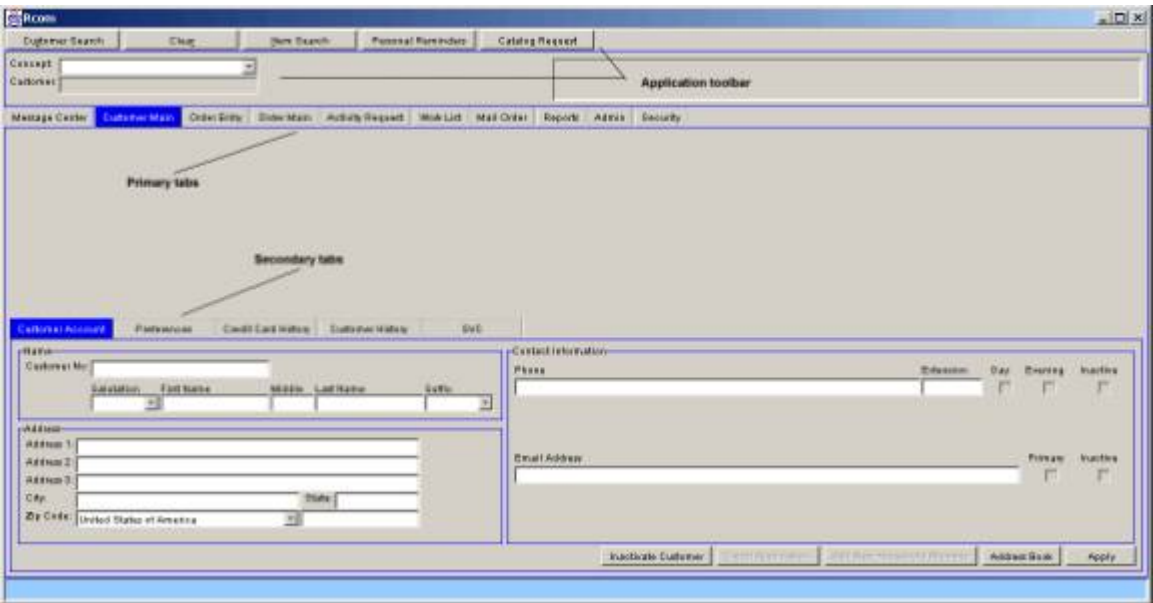 Rcom
Customer Search Clear Item Search Personal Reminders Catalog Request
Concept:
Customer:
Application toolbar
Message Center Customer Main Order Entry Order Main Activity Request Work List Mail Order Reports Admin Security
Primary tabs
Secondary tabs
Customer Account Preferences Credit Card History Customer History SVC
Name Contact Information
Customer No: Phone Extension Day Evening Inactive
Salutation First Name Middle Last Name Suffix
Address
Address 1:
Address 2: Email Address Primary Inactive
Address 3:
City: State:
Zip Code: United States of America
Inactivate Customer Address Book Apply